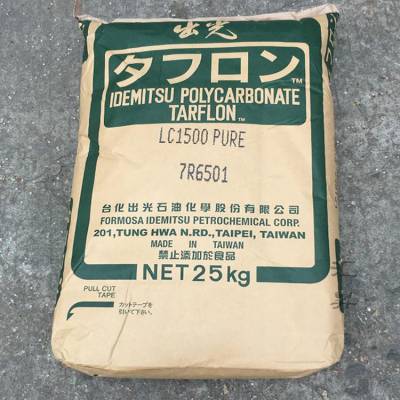 出光
タフロン™
IDEMITSU POLYCARBONATE
TARFLON™
LC1500 PURE
7R6501
台化出光石油化學股份有限公司
FORMOSA IDEMITSU PETROCHEMICAL CORP.
201,TUNG HWA N.RD.,TAIPEI, TAIWAN
MADE IN TAIWAN
禁止添加於食品
NET 25kg
PULL CUT
TAPE
カットテープを
引いて下さい。